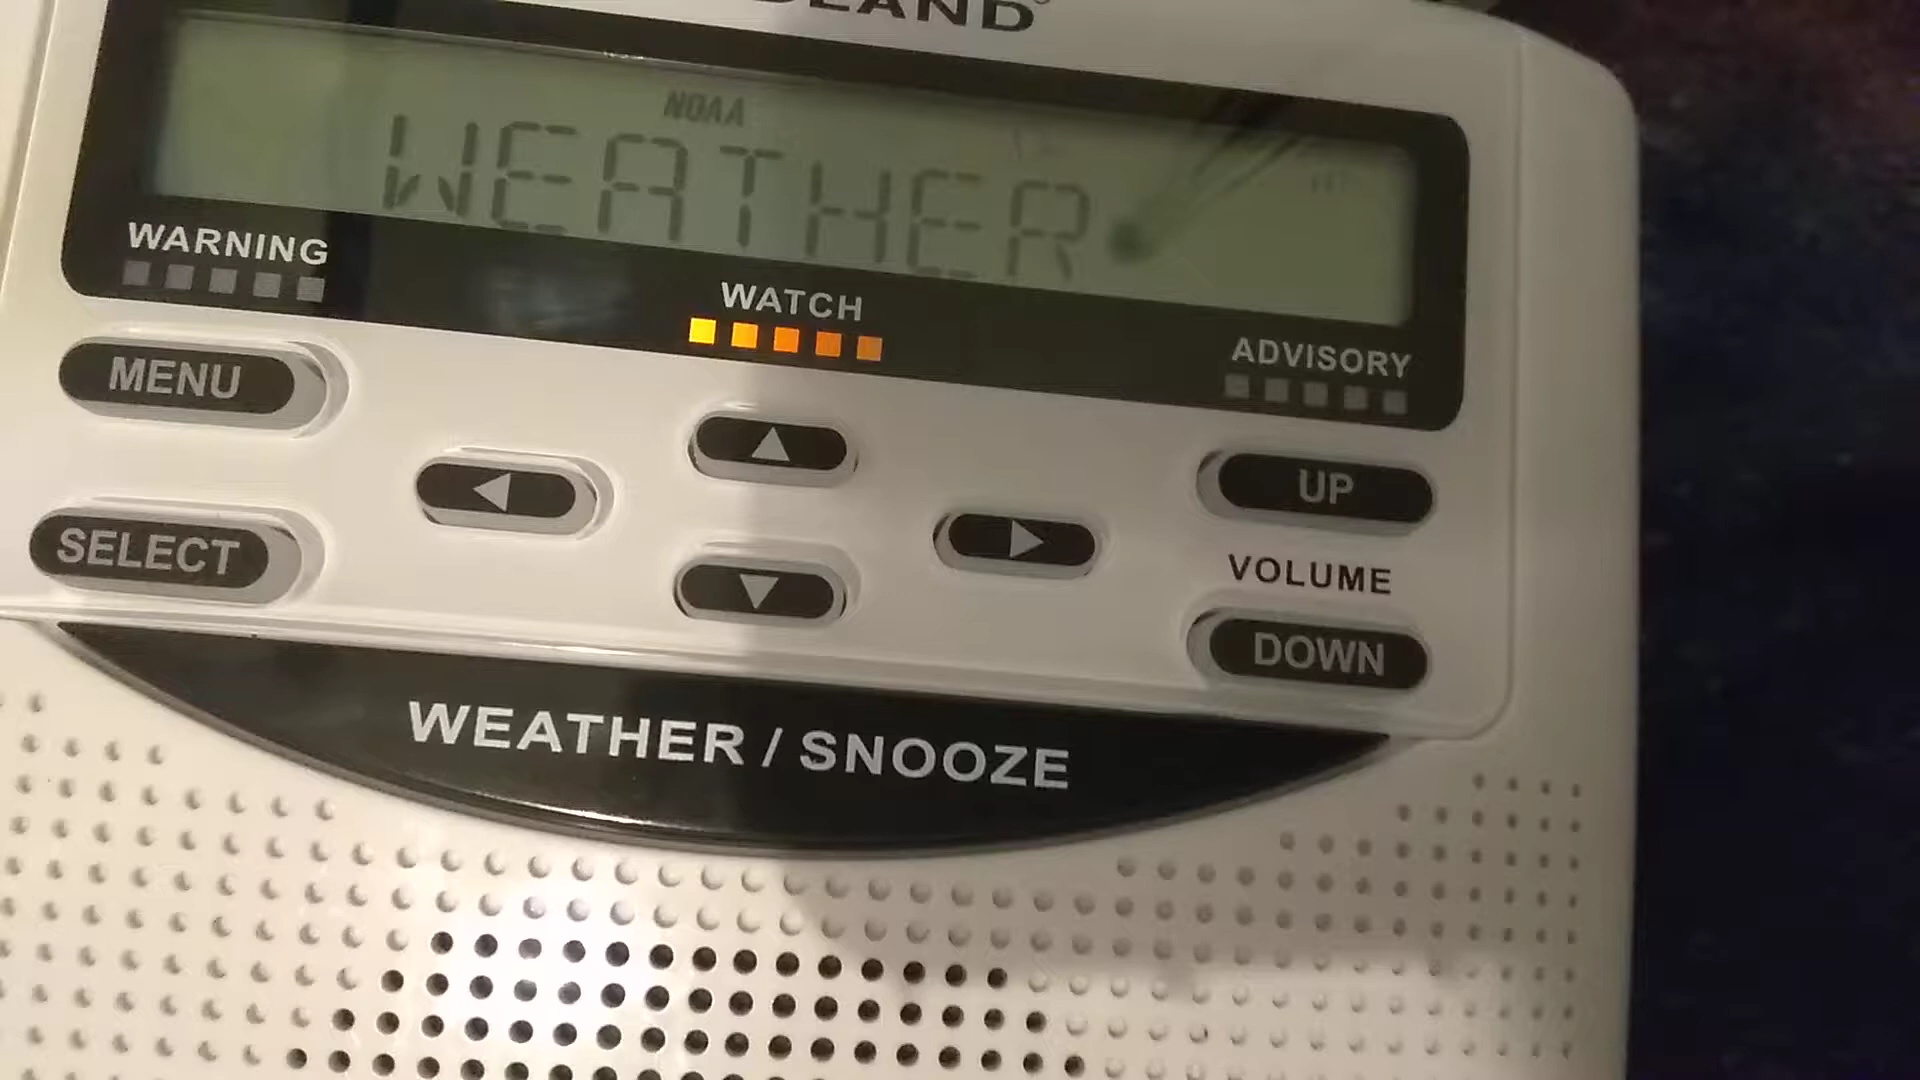 NOAA
WEATHER
WARNING
WATCH
ADVISORY
MENU
UP
SELECT
VOLUME
DOWN
WEATHER / SNOOZE